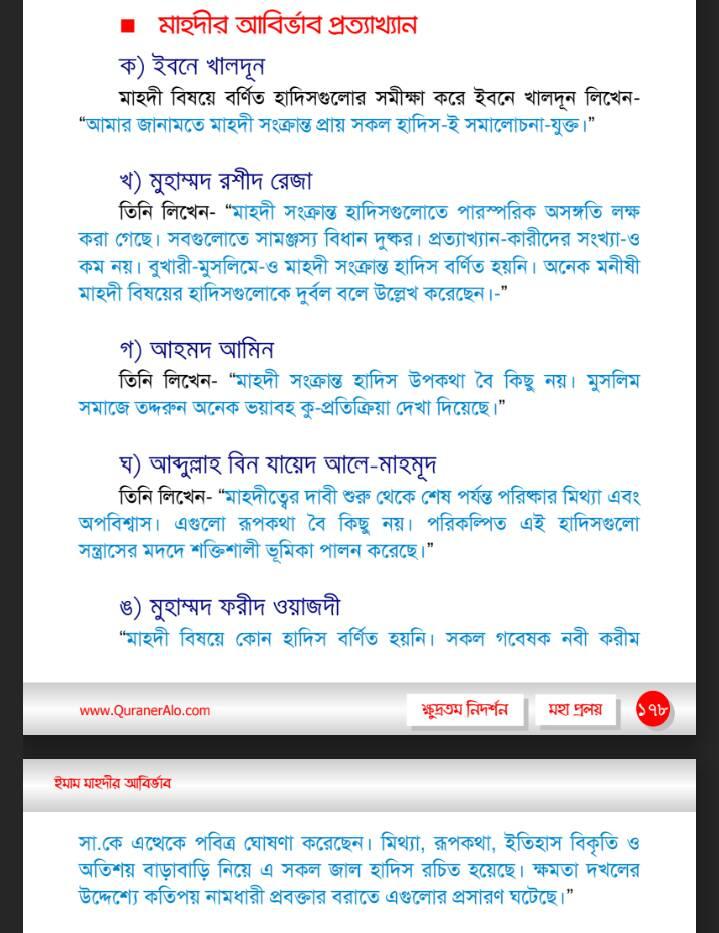 ■ মাহদীর আবির্ভাব প্রত্যাখ্যান
ক) ইবনে খালদূন
মাহদী বিষয়ে বর্ণিত হাদিসগুলোর সমীক্ষা করে ইবনে খালদূন লিখেন-
“আমার জানামতে মাহদী সংক্রান্ত প্রায় সকল হাদিস-ই সমালোচনা-যুক্ত।”
খ) মুহাম্মদ রশীদ রেজা
তিনি লিখেন- “মাহদী সংক্রান্ত হাদিসগুলোতে পারস্পরিক অসঙ্গতি লক্ষ
করা গেছে। সবগুলোতে সামঞ্জস্য বিধান দুষ্কর। প্রত্যাখ্যান-কারীদের সংখ্যা-ও
কম নয়। বুখারী-মুসলিমে-ও মাহদী সংক্রান্ত হাদিস বর্ণিত হয়নি। অনেক মনীষী
মাহদী বিষয়ের হাদিসগুলোকে দুর্বল বলে উল্লেখ করেছেন।-”
গ) আহমদ আমিন
তিনি লিখেন- “মাহদী সংক্রান্ত হাদিস উপকথা বৈ কিছু নয়। মুসলিম
সমাজে তদ্দরুন অনেক ভয়াবহ কু-প্রতিক্রিয়া দেখা দিয়েছে।”
ঘ) আব্দুল্লাহ বিন যায়েদ আলে-মাহমূদ
তিনি লিখেন- “মাহদীত্বের দাবী শুরু থেকে শেষ পর্যন্ত পরিষ্কার মিথ্যা এবং
অপবিশ্বাস। এগুলো রূপকথা বৈ কিছু নয়। পরিকল্পিত এই হাদিসগুলো
সন্ত্রাসের মদদে শক্তিশালী ভূমিকা পালন করেছে।”
ঙ) মুহাম্মদ ফরীদ ওয়াজদী
“মাহদী বিষয়ে কোন হাদিস বর্ণিত হয়নি। সকল গবেষক নবী করীম
www.QuranerAlo.com ক্ষুদ্রতম নিদর্শন মহা প্রলয় ১৭৮
ইমাম মাহদীর আবির্ভাব
সা.কে এত্থেকে পবিত্র ঘোষণা করেছেন। মিথ্যা, রূপকথা, ইতিহাস বিকৃতি ও
অতিশয় বাড়াবাড়ি নিয়ে এ সকল জাল হাদিস রচিত হয়েছে। ক্ষমতা দখলের
উদ্দেশ্যে কতিপয় নামধারী প্রবক্তার বরাতে এগুলোর প্রসারণ ঘটেছে।”